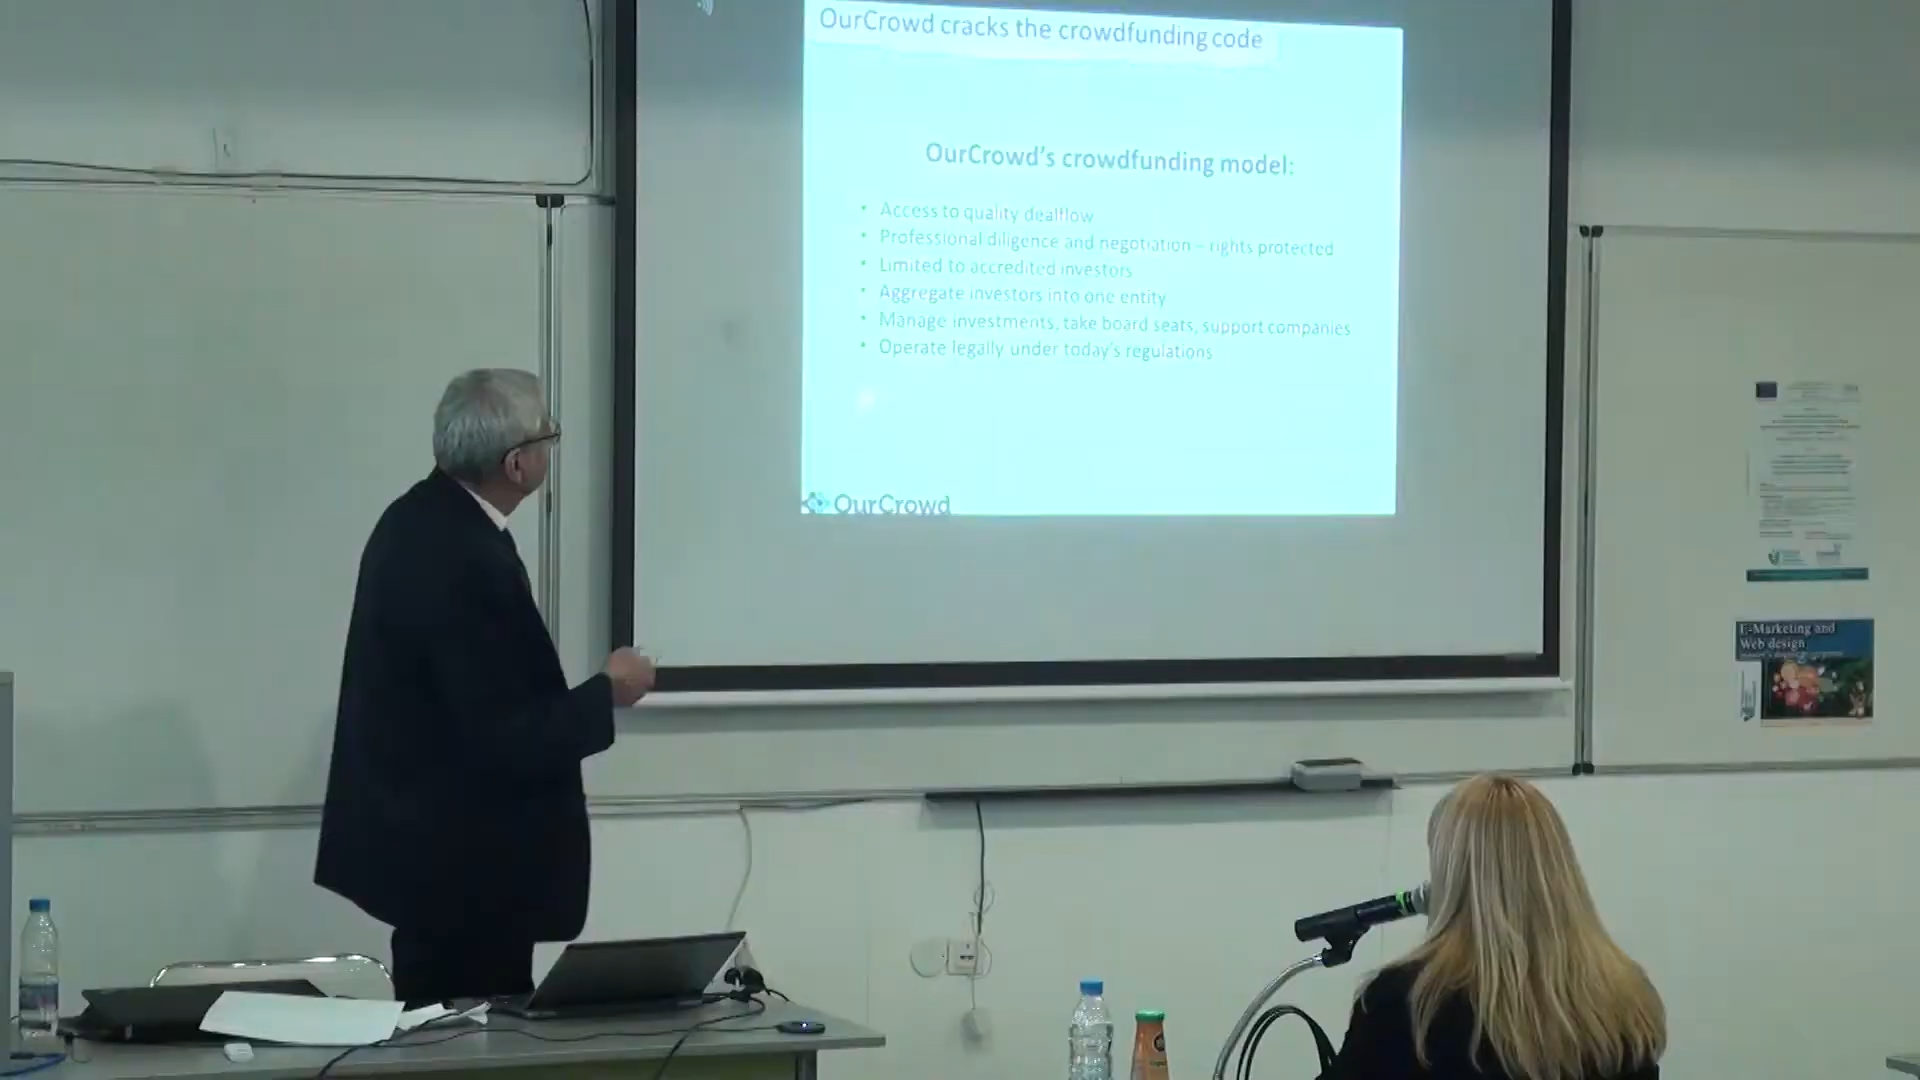 OurCrowd cracks the crowdfunding code
OurCrowd's crowdfunding model:
• Access to quality dealflow
• Professional diligence and negotiation – rights protected
• Limited to accredited investors
• Aggregate investors into one entity
• Manage investments, take board seats, support companies
• Operate legally under today's regulations
OurCrowd
E-Marketing and
Web design